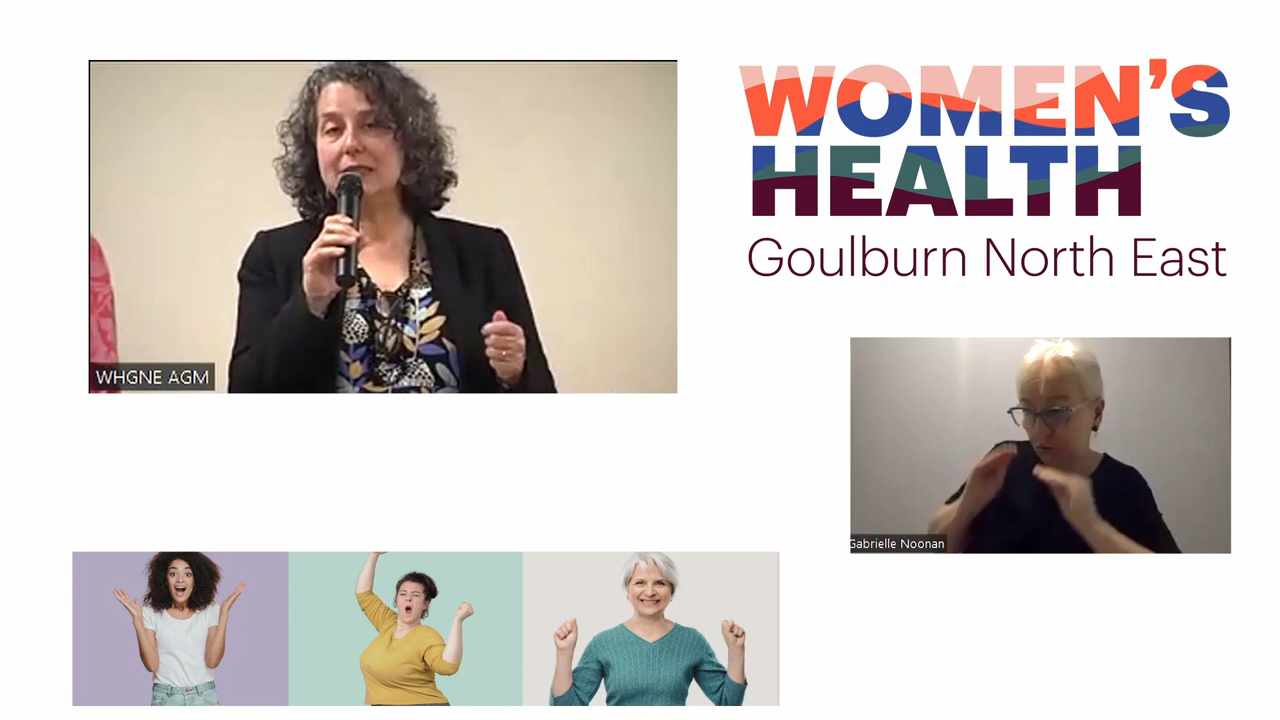 WOMEN'S
HEALTH
Goulburn North East
WHGNE AGM
Gabrielle Noonan